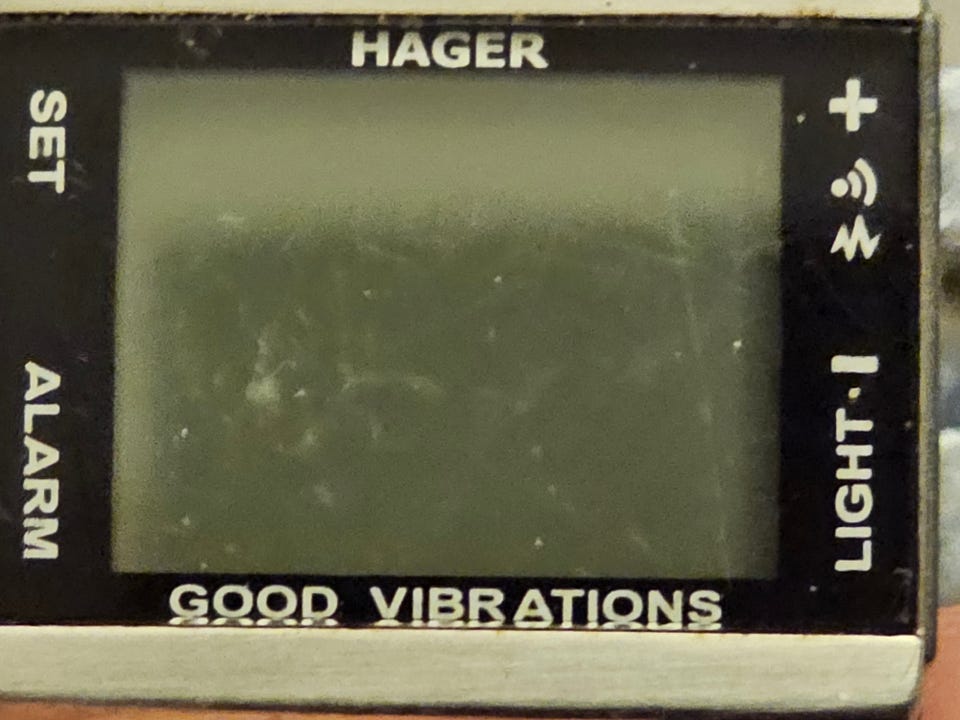 HAGER
SET
ALARM
+
LIGHT · -
GOOD VIBRATIONS